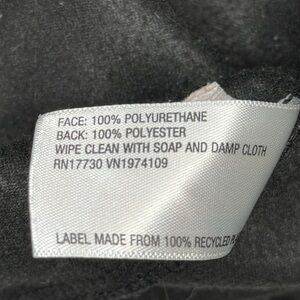 FACE: 100% POLYURETHANE
BACK: 100% POLYESTER
WIPE CLEAN WITH SOAP AND DAMP CLOTH
RN17730 VN1974109
LABEL MADE FROM 100% RECYCLED